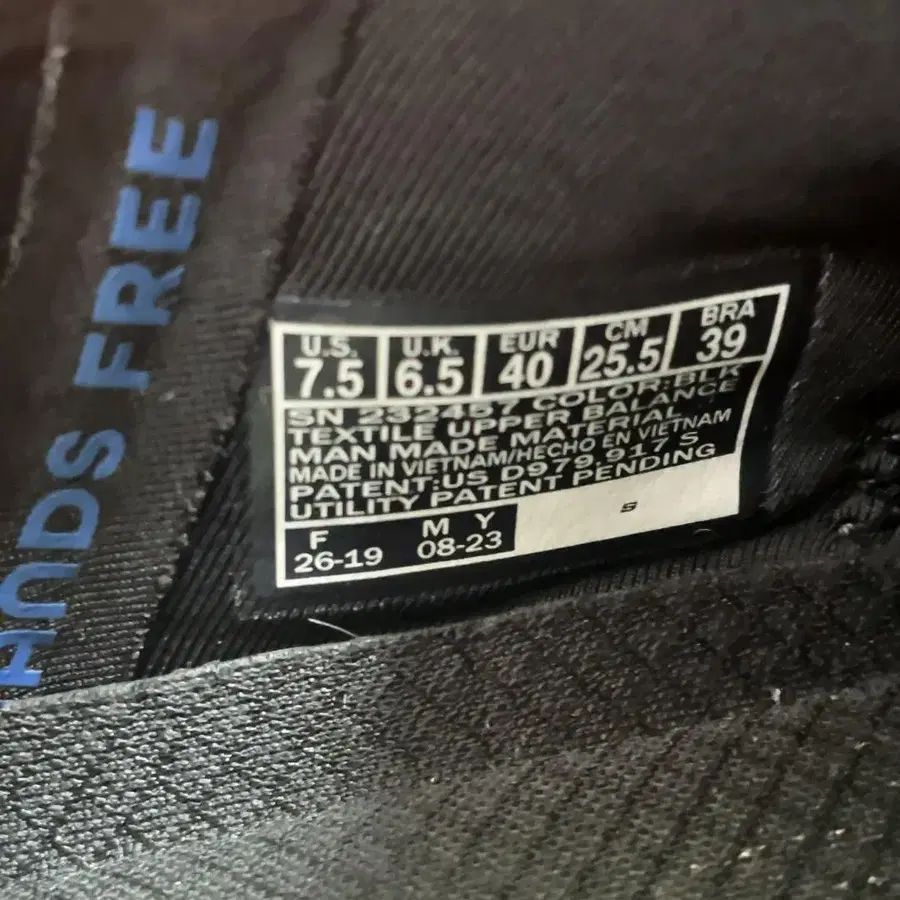 HANDS FREE
U.S. U.K. EUR CM BRA
7.5 6.5 40 25.5 39
SN 232457 COLOR:BLK
TEXTILE UPPER BALANCE
MAN MADE MATERIAL
MADE IN VIETNAM/HECHO EN VIETNAM
PATENT:US D979,917 S
UTILITY PATENT PENDING
F M Y
26-19 08-23
S